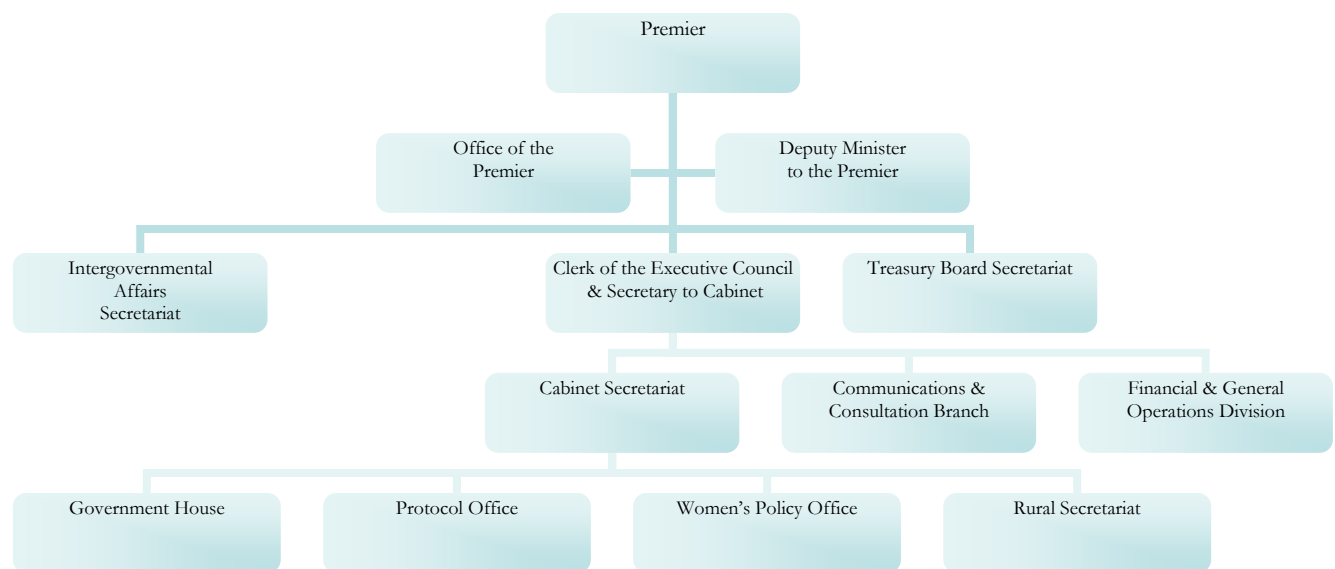 Premier
Office of the
Premier
Deputy Minister
to the Premier
Intergovernmental
Affairs
Secretariat
Clerk of the Executive Council
& Secretary to Cabinet
Treasury Board Secretariat
Cabinet Secretariat
Communications &
Consultation Branch
Financial & General
Operations Division
Government House
Protocol Office
Women's Policy Office
Rural Secretariat